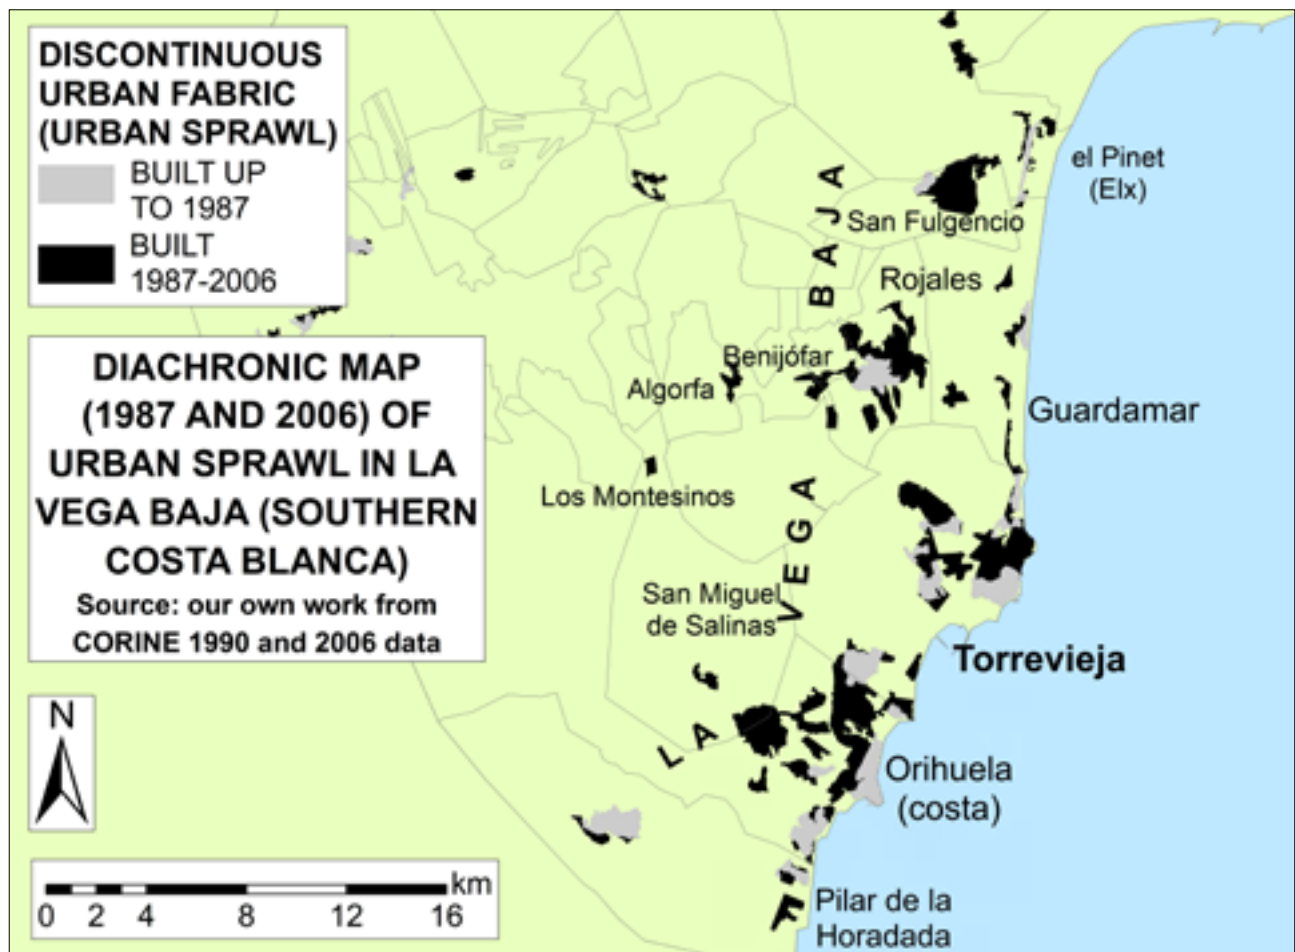 DISCONTINUOUS
URBAN FABRIC
(URBAN SPRAWL)
BUILT UP
TO 1987
BUILT
1987-2006
DIACHRONIC MAP
(1987 AND 2006) OF
URBAN SPRAWL IN LA
VEGA BAJA (SOUTHERN
COSTA BLANCA)
Source: our own work from
CORINE 1990 and 2006 data
N
km
0 2 4 8 12 16
el Pinet
(Elx)
San Fulgencio
Rojales
Benijófar
Algorfa
Guardamar
Los Montesinos
San Miguel
de Salinas
Torrevieja
LA VEGA BAJA
Orihuela
(costa)
Pilar de la
Horadada